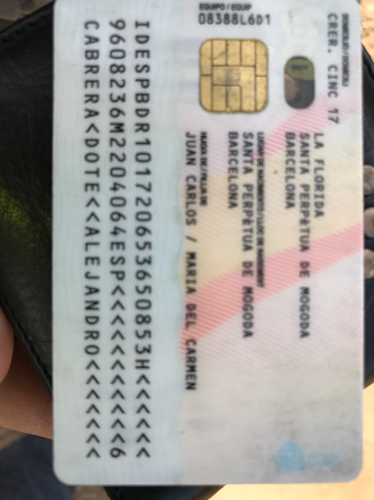 DOMICILIO / DOMICILI
CRER. CINC 17
LA FLORIDA
SANTA PERPÈTUA DE MOGODA
BARCELONA
LUGAR DE NACIMIENTO / LLOC DE NAIXEMENT
SANTA PERPÈTUA DE MOGODA
BARCELONA
HIJO/A DE / FILL/A DE
JUAN CARLOS / MARIA DEL CARMEN
EQUIPO / EQUIP
08388L6D1
IDESPBDR101720653650853H<<<<<<
9608236M2204064ESP<<<<<<<<<<<6
CABRERA<DOTE<<ALEJANDRO<<<<<<<